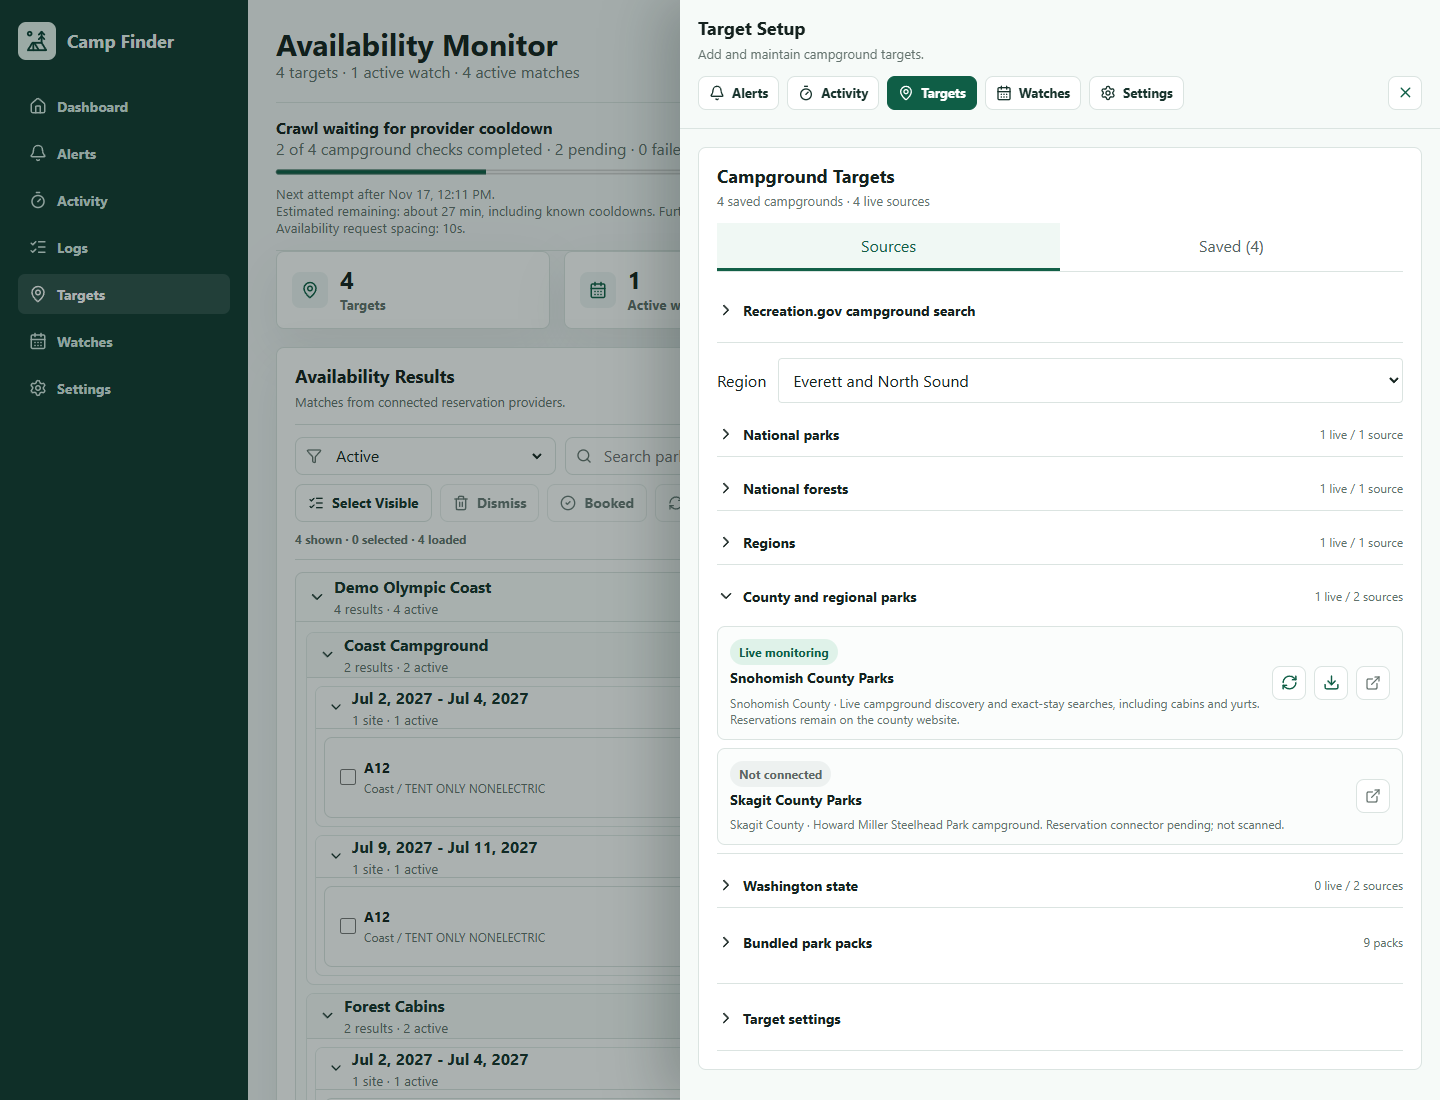 Camp Finder
Dashboard
Alerts
Activity
Logs
Targets
Watches
Settings
Availability Monitor
4 targets · 1 active watch · 4 active matches
Crawl waiting for provider cooldown
2 of 4 campground checks completed · 2 pending · 0 faile
Next attempt after Nov 17, 12:11 PM.
Estimated remaining: about 27 min, including known cooldowns. Furt
Availability request spacing: 10s.
4
Targets
1
Active w
Availability Results
Matches from connected reservation providers.
Active
Search par
Select Visible
Dismiss
Booked
4 shown · 0 selected · 4 loaded
Demo Olympic Coast
4 results · 4 active
Coast Campground
2 results · 2 active
Jul 2, 2027 - Jul 4, 2027
1 site · 1 active
A12
Coast / TENT ONLY NONELECTRIC
Jul 9, 2027 - Jul 11, 2027
1 site · 1 active
A12
Coast / TENT ONLY NONELECTRIC
Forest Cabins
2 results · 2 active
Jul 2, 2027 - Jul 4, 2027
1 site · 1 active
Target Setup
Add and maintain campground targets.
Alerts
Activity
Targets
Watches
Settings
Campground Targets
4 saved campgrounds · 4 live sources
Sources
Saved (4)
Recreation.gov campground search
Region
Everett and North Sound
National parks
1 live / 1 source
National forests
1 live / 1 source
Regions
1 live / 1 source
County and regional parks
1 live / 2 sources
Live monitoring
Snohomish County Parks
Snohomish County · Live campground discovery and exact-stay searches, including cabins and yurts.
Reservations remain on the county website.
Not connected
Skagit County Parks
Skagit County · Howard Miller Steelhead Park campground. Reservation connector pending; not scanned.
Washington state
0 live / 2 sources
Bundled park packs
9 packs
Target settings